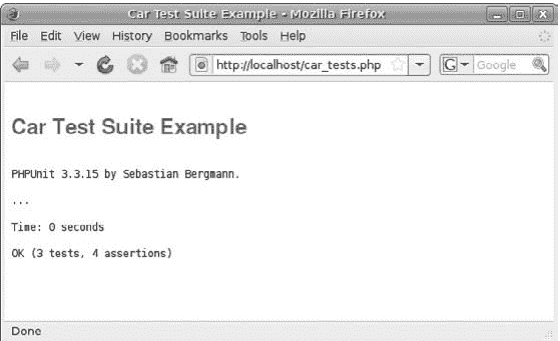 Car Test Suite Example - Mozilla Firefox
File Edit View History Bookmarks Tools Help
http://localhost/car_tests.php G Google
Car Test Suite Example
PHPUnit 3.3.15 by Sebastian Bergmann.
...
Time: 0 seconds
OK (3 tests, 4 assertions)
Done